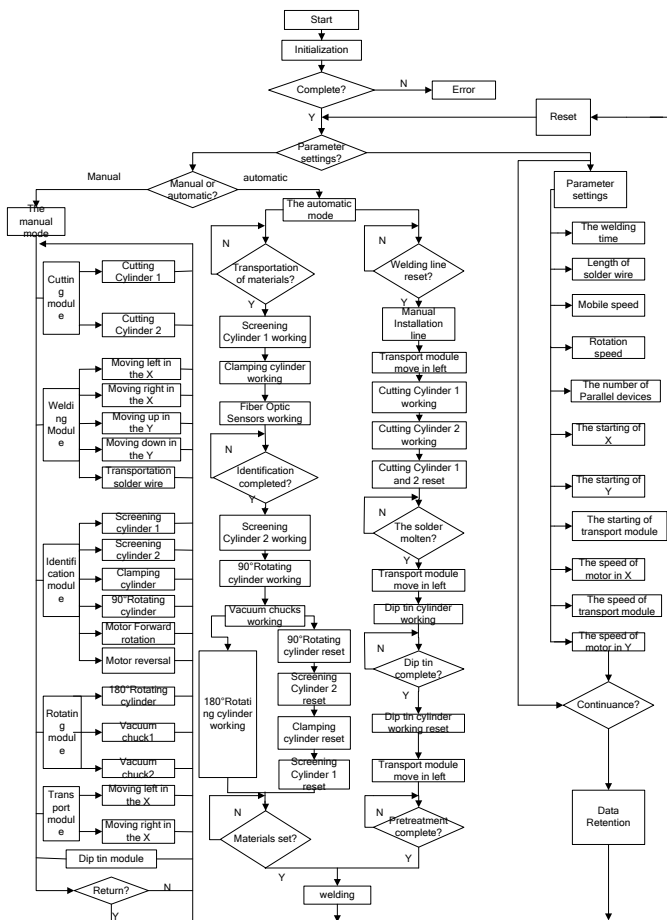 Start
Initialization
Complete?
N
Error
Y
Reset
Parameter
settings?
Manual
Manual or
automatic?
automatic
The
manual
mode
Cuttin
g
modul
e
Cutting
Cylinder 1
Cutting
Cylinder 2
Weldi
ng
Modul
e
Moving left in
the X
Moving right in
the X
Moving up in
the Y
Moving down in
the Y
Transportation
solder wire
Identifi
cation
modul
e
Screening
cylinder 1
Screening
cylinder 2
Clamping
cylinder
90°Rotating
cylinder
Motor Forward
rotation
Motor reversal
Rotatin
g
modul
e
180°Rotating
cylinder
Vacuum
chuck1
Vacuum
chuck2
Trans
port
modul
e
Moving left in
the X
Moving right in
the X
Dip tin module
Return?
N
Y
The automatic
mode
N
Transportation
of materials?
Y
Screening
Cylinder 1 working
Clamping cylinder
working
Fiber Optic
Sensors working
N
Identification
completed?
Y
Screening
Cylinder 2 working
90°Rotating
cylinder working
Vacuum chucks
working
180°Rotati
ng cylinder
working
90°Rotating
cylinder reset
Screening
Cylinder 2
reset
Clamping
cylinder reset
Screening
Cylinder 1 reset
N
Materials set?
Y
N
Welding line
reset?
Y
Manual
Installation
line
Transport module
move in left
Cutting Cylinder 1
working
Cutting Cylinder 2
working
Cutting Cylinder 1
and 2 reset
N
The solder
molten?
Y
Transport module
move in left
Dip tin cylinder
working
N
Dip tin
complete?
Y
Dip tin cylinder
working reset
Transport module
move in left
N
Pretreatment
complete?
Y
welding
Parameter
settings
The welding
time
Length of
solder wire
Mobile speed
Rotation
speed
The number of
Parallel devices
The starting of
X
The starting of
Y
The starting of
transport module
The speed of
motor in X
The speed of
transport module
The speed of
motor in Y
Continuance?
Data
Retention